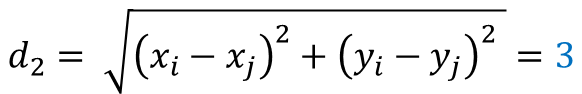 d₂ = √((xᵢ − xⱼ)² + (yᵢ − yⱼ)²) = 3